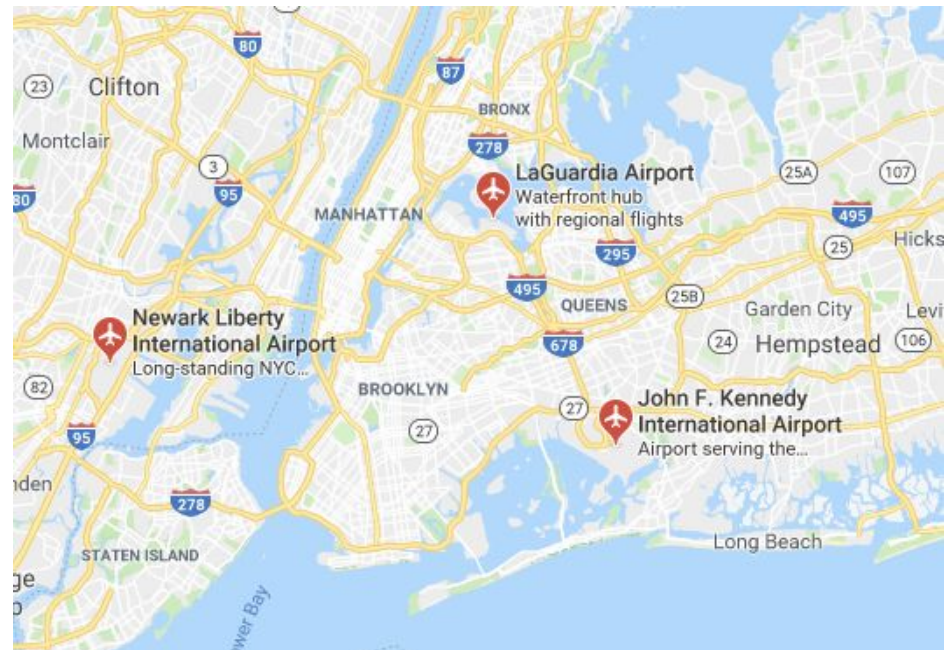 80
87
23
Clifton
BRONX
Montclair
278
3
95
80
LaGuardia Airport
Waterfront hub
with regional flights
25A
107
MANHATTAN
495
295
25
Hicks
495
QUEENS
25B
Garden City
Levi
Newark Liberty
International Airport
Long-standing NYC...
678
24
Hempstead
106
82
BROOKLYN
27
27
John F. Kennedy
International Airport
Airport serving the...
95
nden
278
STATEN ISLAND
Long Beach
ge
ower Bay